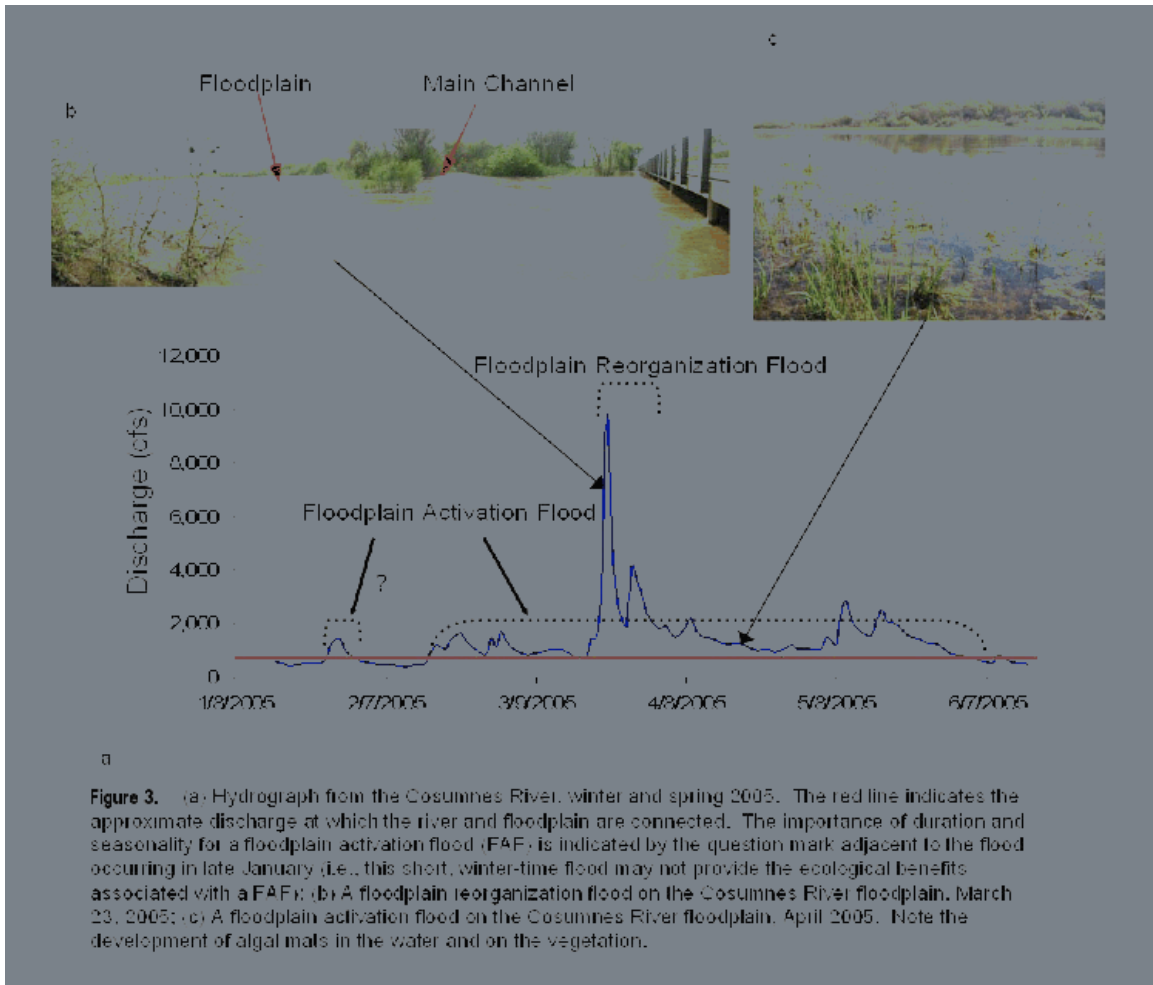 c
Floodplain Main Channel
b
12,000
Floodplain Reorganization Flood
10,000
8,000
Floodplain Activation Flood
6,000
4,000
?
2,000
0
Discharge (cfs)
1/8/2005 2/7/2005 3/9/2005 4/8/2005 5/8/2005 6/7/2005
a
Figure 3. (a) Hydrograph from the Cosumnes River, winter and spring 2005. The red line indicates the
approximate discharge at which the river and floodplain are connected. The importance of duration and
seasonality for a floodplain activation flood (FAF) is indicated by the question mark adjacent to the flood
occurring in late January (i.e., this short, winter-time flood may not provide the ecological benefits
associated with a FAF); (b) A floodplain reorganization flood on the Cosumnes River floodplain, March
23, 2005; (c) A floodplain activation flood on the Cosumnes River floodplain, April 2005. Note the
development of algal mats in the water and on the vegetation.